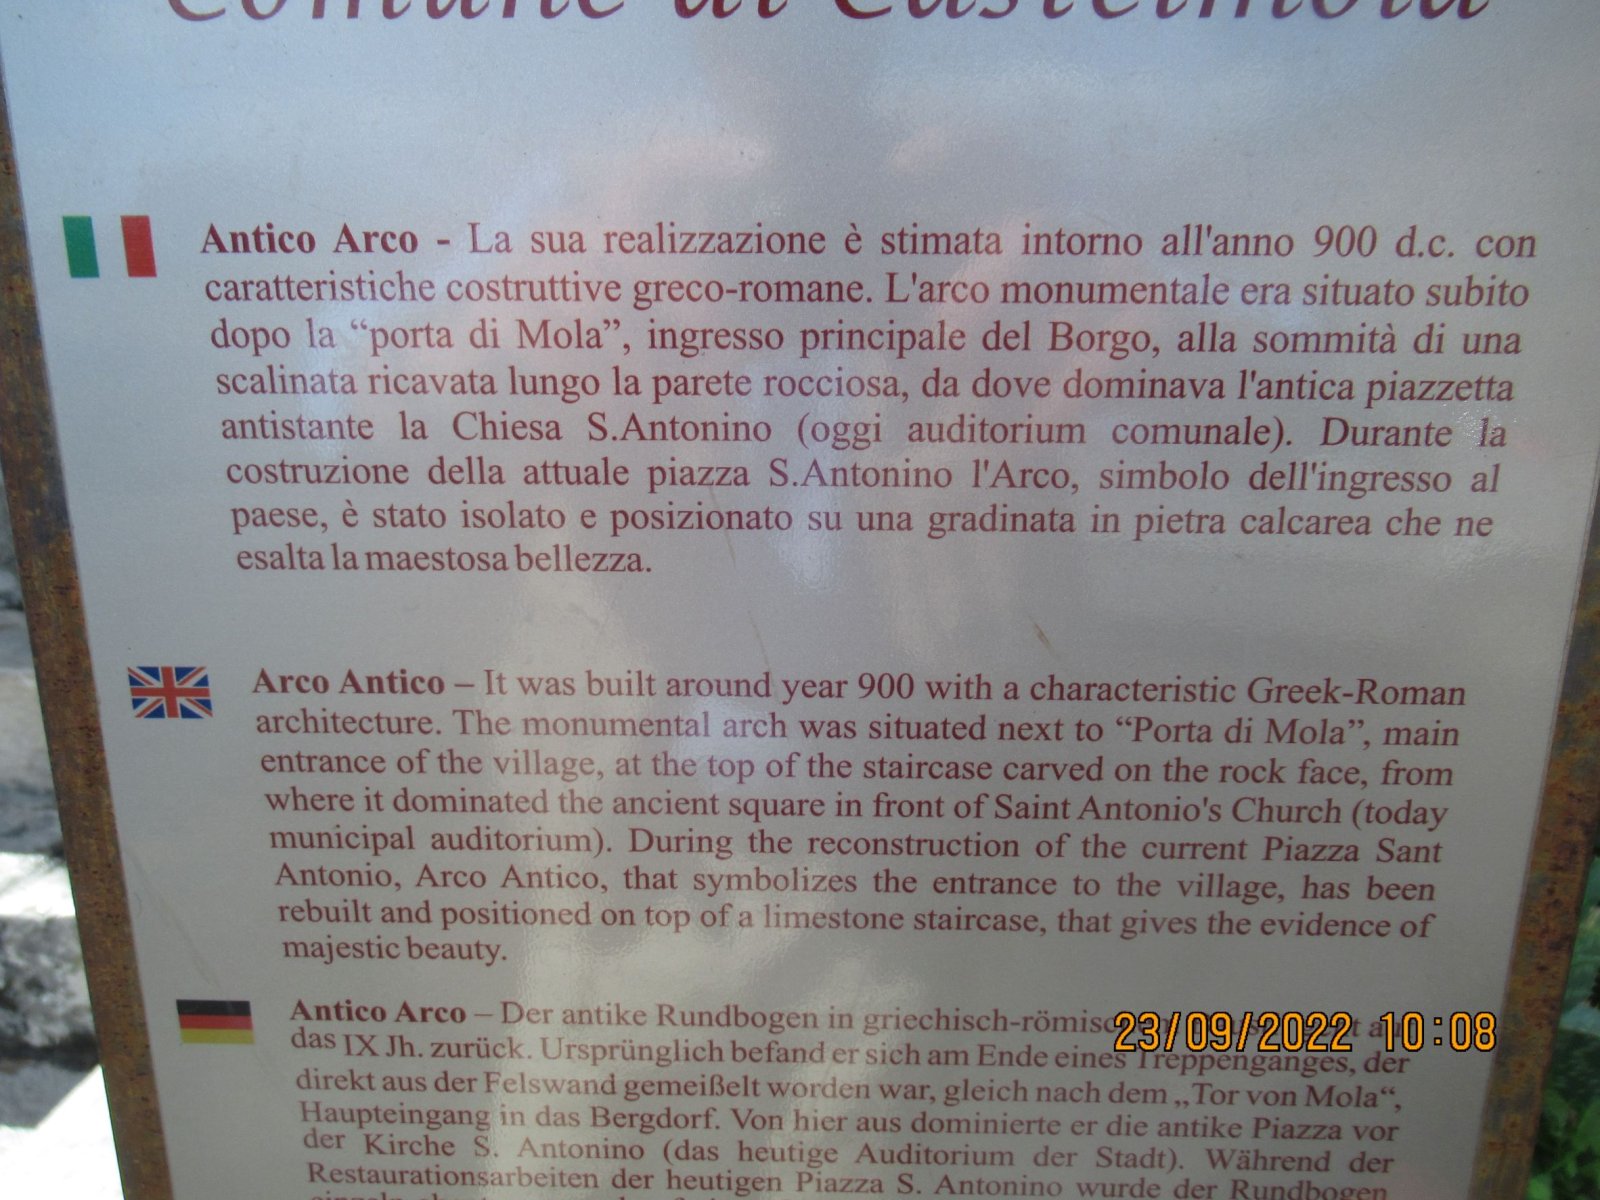 Comune di Castelmola
Antico Arco - La sua realizzazione è stimata intorno all'anno 900 d.c. con
caratteristiche costruttive greco-romane. L'arco monumentale era situato subito
dopo la “porta di Mola”, ingresso principale del Borgo, alla sommità di una
scalinata ricavata lungo la parete rocciosa, da dove dominava l'antica piazzetta
antistante la Chiesa S.Antonino (oggi auditorium comunale). Durante la
costruzione della attuale piazza S.Antonino l'Arco, simbolo dell'ingresso al
paese, è stato isolato e posizionato su una gradinata in pietra calcarea che ne
esalta la maestosa bellezza.
Arco Antico – It was built around year 900 with a characteristic Greek-Roman
architecture. The monumental arch was situated next to “Porta di Mola”, main
entrance of the village, at the top of the staircase carved on the rock face, from
where it dominated the ancient square in front of Saint Antonio's Church (today
municipal auditorium). During the reconstruction of the current Piazza Sant
Antonio, Arco Antico, that symbolizes the entrance to the village, has been
rebuilt and positioned on top of a limestone staircase, that gives the evidence of
majestic beauty.
Antico Arco – Der antike Rundbogen in
das IX Jh. zurück. Ursprünglich befand er sich am Ende eines Treppenganges, der
direkt aus der Felswand gemeißelt worden war, gleich nach dem „Tor von Mola“,
Haupteingang in das Bergdorf. Von hier aus dominierte er die antike Piazza vor
der Kirche S. Antonino (das heutige Auditorium der Stadt). Während der
Restaurationsarbeiten der heutigen Piazza S. Antonino wurde der Rundbogen
23/09/2022 10:08